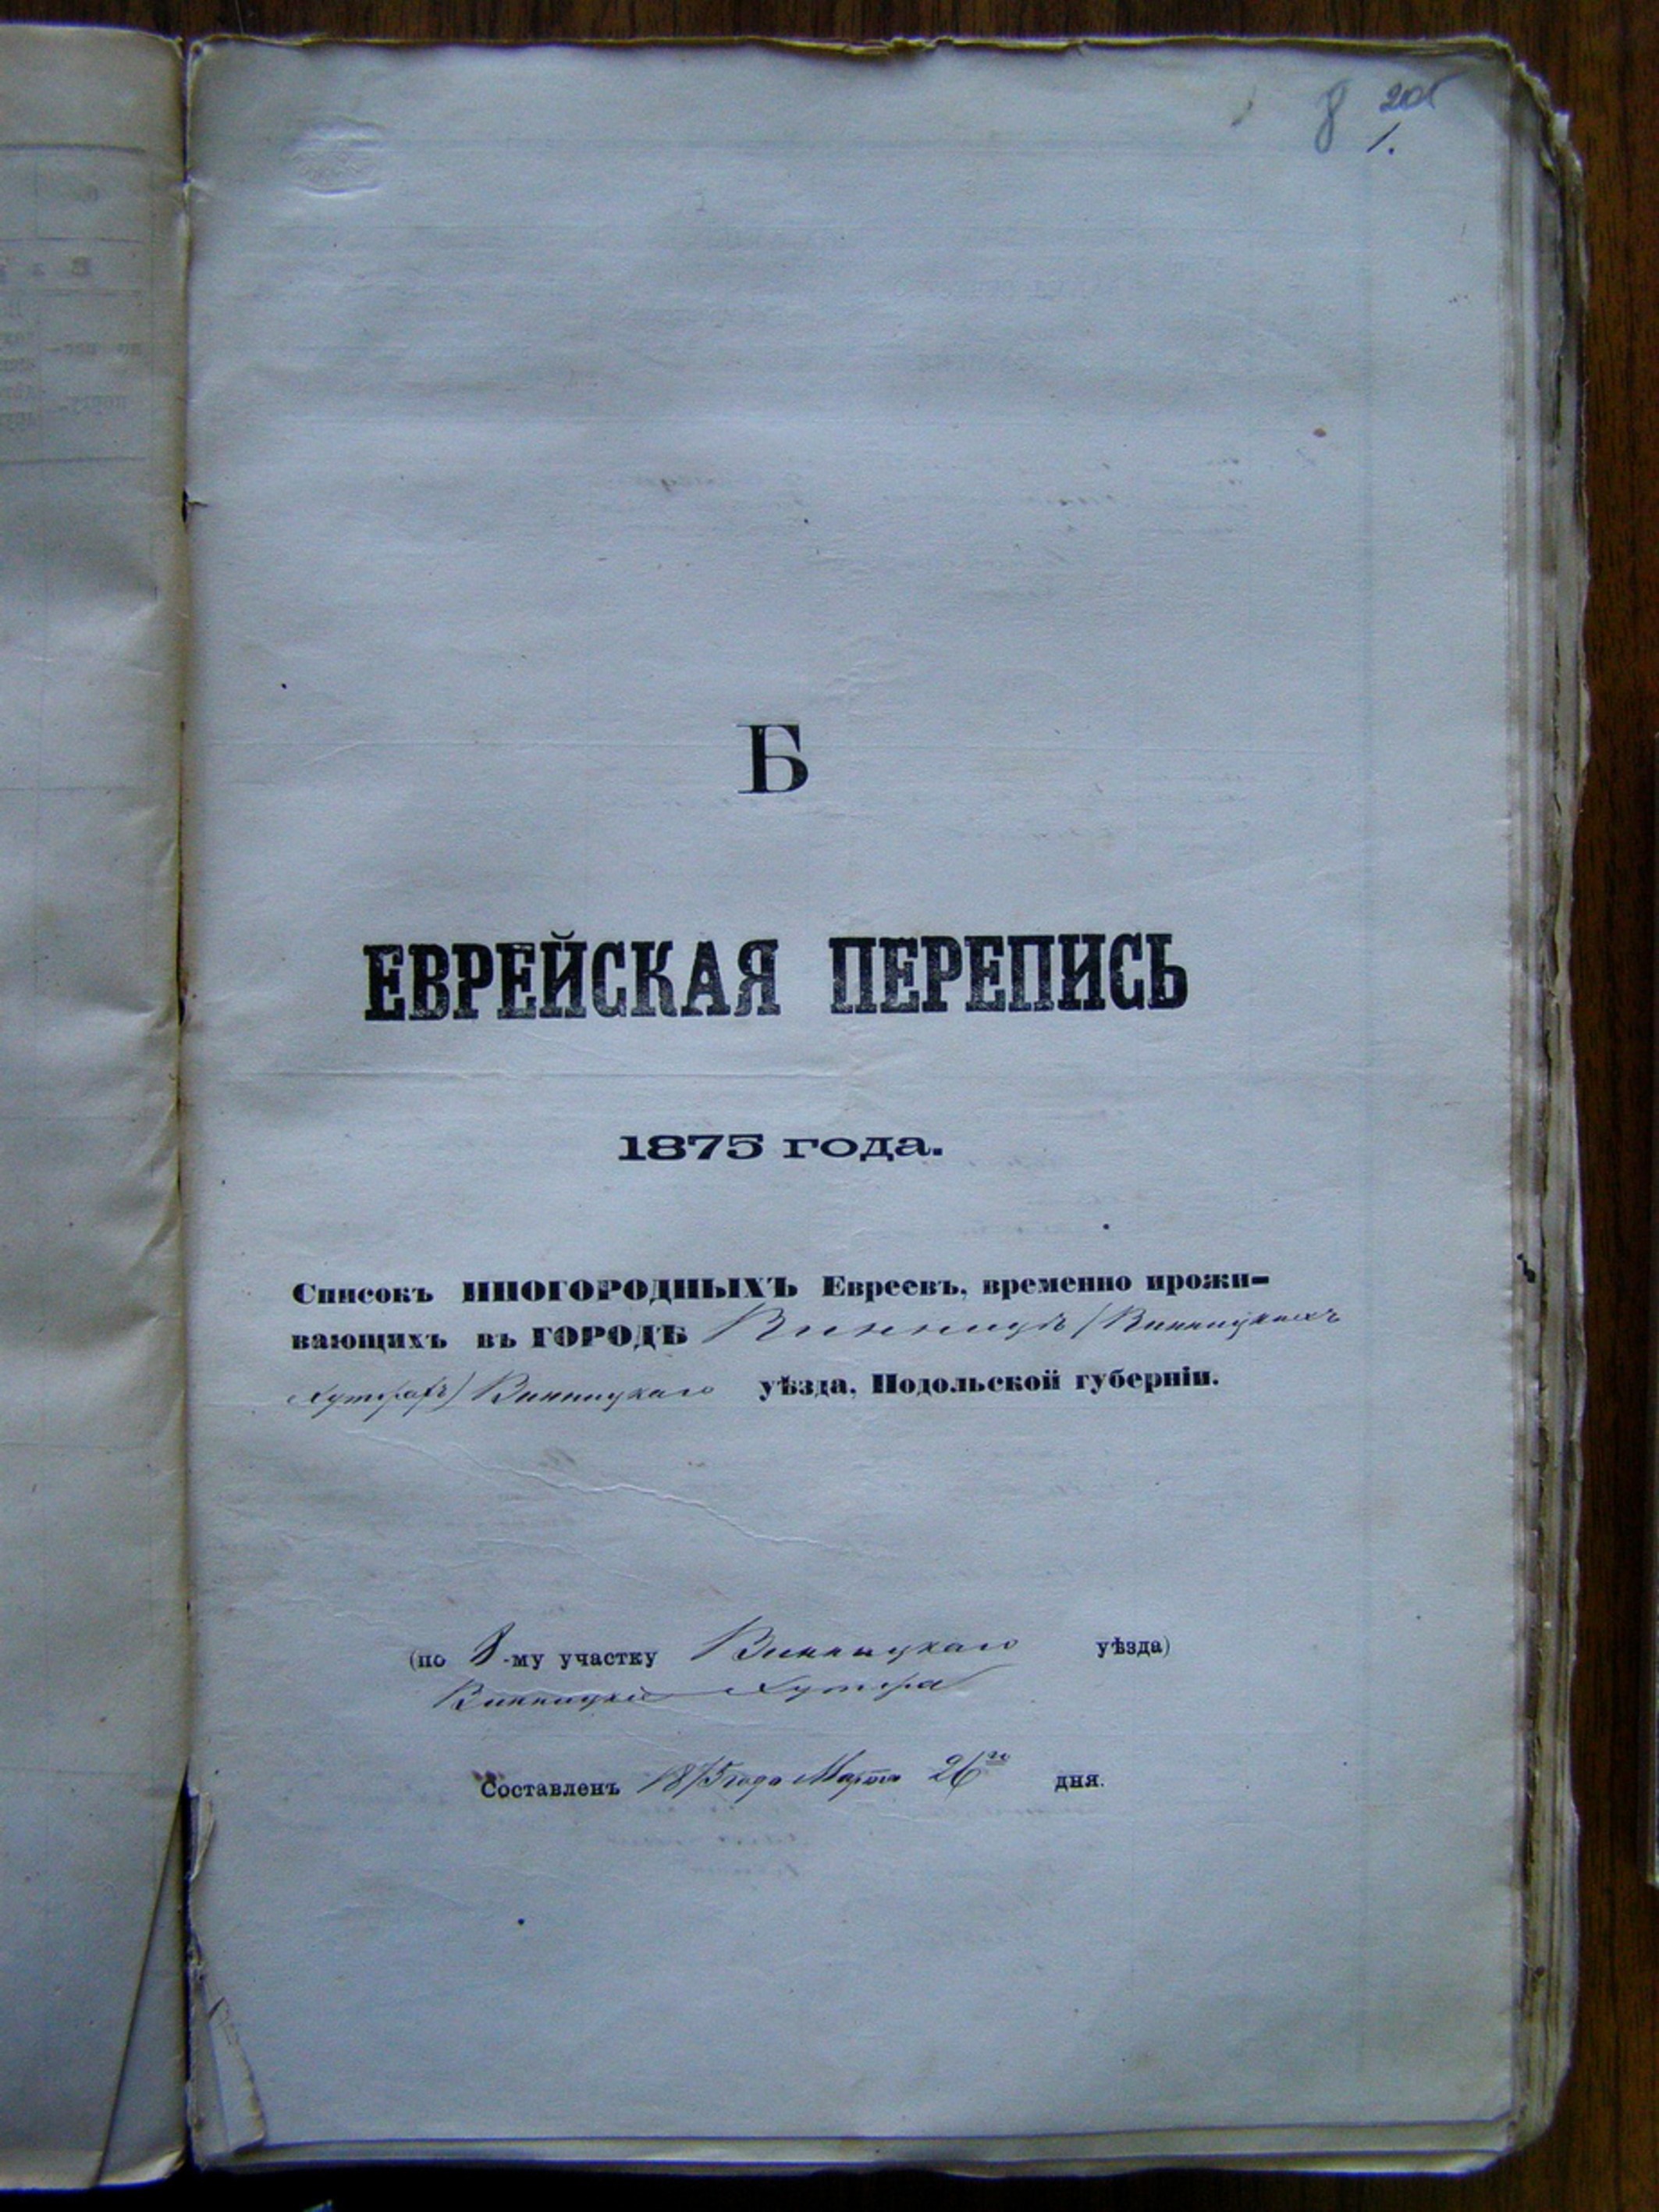 8 205
1.
Б
ЕВРЕЙСКАЯ ПЕРЕПИСЬ
1875 года.
Списокъ ИНОГОРОДНЫХЪ Евреевъ, временно прожи-
вающихъ въ ГОРОДѢ Винницѣ (Винницкихъ
Хуторахъ) Винницкаго уѣзда, Подольской губерніи.
(по 8-му участку Винницкаго уѣзда)
Винницкіе Хутора
Составленъ 1875 года Марта 26го дня.